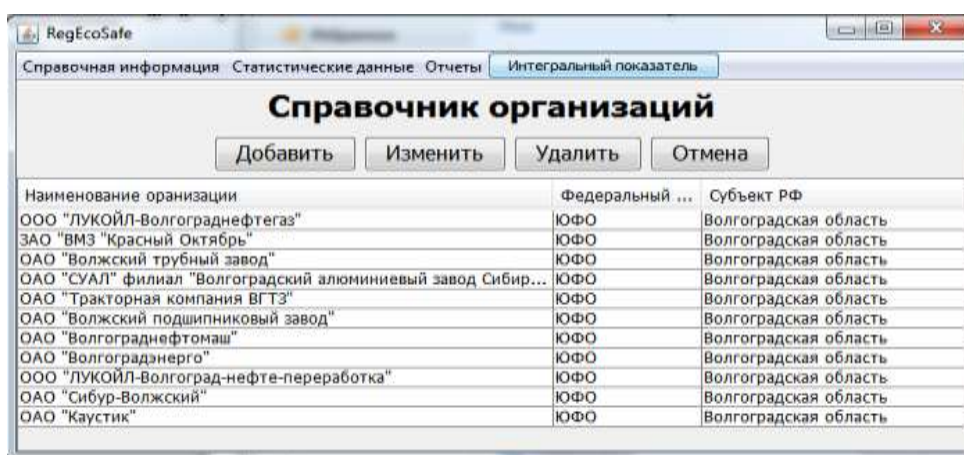 RegEcoSafe
Справочная информация Статистические данные Отчеты Интегральный показатель
Справочник организаций
Добавить Изменить Удалить Отмена
Наименование оранизации Федеральный ... Субъект РФ
ООО "ЛУКОЙЛ-Волгограднефтегаз" ЮФО Волгоградская область
ЗАО "ВМЗ "Красный Октябрь" ЮФО Волгоградская область
ОАО "Волжский трубный завод" ЮФО Волгоградская область
ОАО "СУАЛ" филиал "Волгоградский алюминиевый завод Сибир... ЮФО Волгоградская область
ОАО "Тракторная компания ВГТЗ" ЮФО Волгоградская область
ОАО "Волжский подшипниковый завод" ЮФО Волгоградская область
ОАО "Волгограднефтомаш" ЮФО Волгоградская область
ОАО "Волгоградэнерго" ЮФО Волгоградская область
ООО "ЛУКОЙЛ-Волгоград-нефте-переработка" ЮФО Волгоградская область
ОАО "Сибур-Волжский" ЮФО Волгоградская область
ОАО "Каустик" ЮФО Волгоградская область